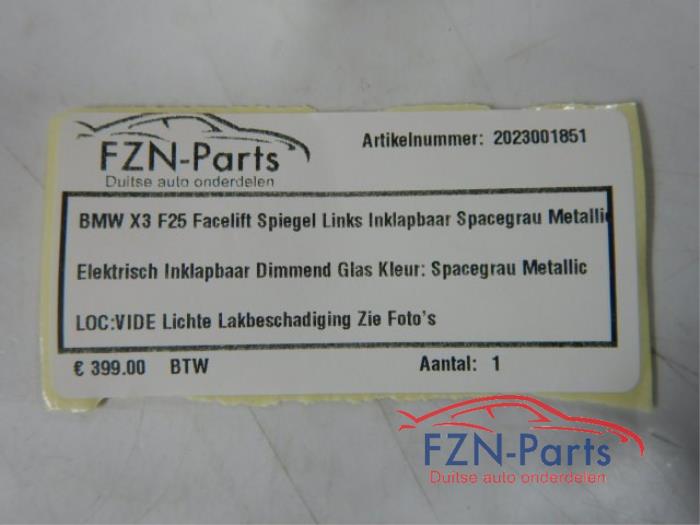 FZN-Parts
Duitse auto onderdelen
Artikelnummer: 2023001851
BMW X3 F25 Facelift Spiegel Links Inklapbaar Spacegrau Metallic
Elektrisch Inklapbaar Dimmend Glas Kleur: Spacegrau Metallic
LOC:VIDE Lichte Lakbeschadiging Zie Foto's
€ 399.00 BTW Aantal: 1
FZN-Parts
Duitse auto onderdelen